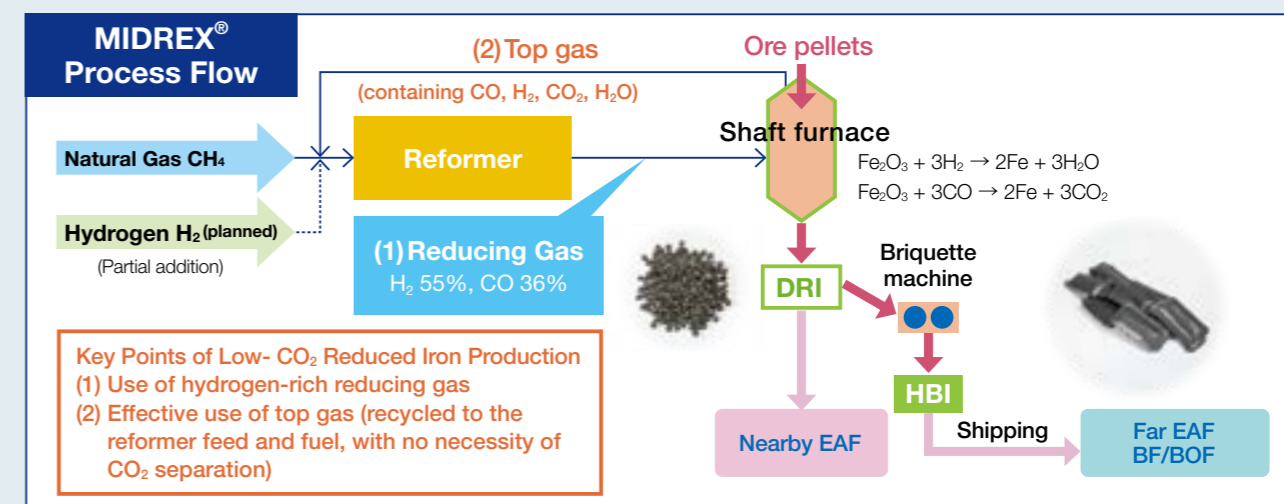 MIDREX®
Process Flow
(2) Top gas
(containing CO, H₂, CO₂, H₂O)
Ore pellets
Natural Gas CH₄
Reformer
Shaft furnace
Fe₂O₃ + 3H₂ → 2Fe + 3H₂O
Fe₂O₃ + 3CO → 2Fe + 3CO₂
Hydrogen H₂ (planned)
(Partial addition)
(1) Reducing Gas
H₂ 55%, CO 36%
DRI
Briquette
machine
HBI
Key Points of Low- CO₂ Reduced Iron Production
(1) Use of hydrogen-rich reducing gas
(2) Effective use of top gas (recycled to the
reformer feed and fuel, with no necessity of
CO₂ separation)
Nearby EAF
Shipping
Far EAF
BF/BOF